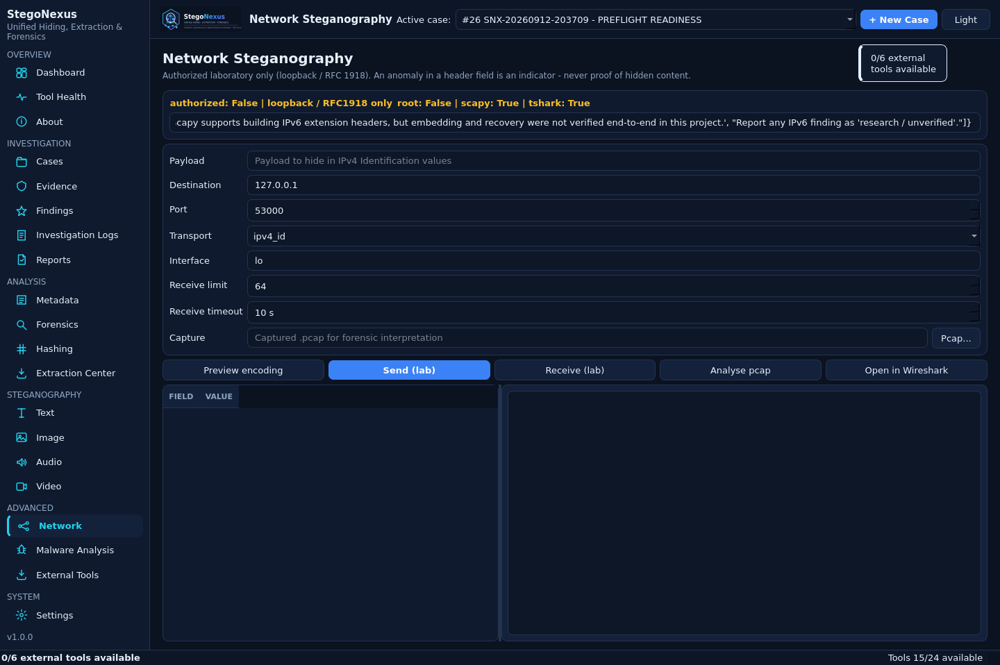 StegoNexus
Unified Hiding, Extraction &
Forensics
OVERVIEW
Dashboard
Tool Health
About
INVESTIGATION
Cases
Evidence
Findings
Investigation Logs
Reports
ANALYSIS
Metadata
Forensics
Hashing
Extraction Center
STEGANOGRAPHY
Text
Image
Audio
Video
ADVANCED
Network
Malware Analysis
External Tools
SYSTEM
Settings
v1.0.0
StegoNexus
Network Steganography Active case: #26 SNX-20260912-203709 - PREFLIGHT READINESS + New Case Light
Network Steganography
Authorized laboratory only (loopback / RFC 1918). An anomaly in a header field is an indicator - never proof of hidden content.
0/6 external
tools available
authorized: False | loopback / RFC1918 only root: False | scapy: True | tshark: True
capy supports building IPv6 extension headers, but embedding and recovery were not verified end-to-end in this project.', "Report any IPv6 finding as 'research / unverified'."]}
Payload Payload to hide in IPv4 Identification values
Destination 127.0.0.1
Port 53000
Transport ipv4_id
Interface lo
Receive limit 64
Receive timeout 10 s
Capture Captured .pcap for forensic interpretation Pcap...
Preview encoding Send (lab) Receive (lab) Analyse pcap Open in Wireshark
FIELD VALUE
0/6 external tools available Tools 15/24 available